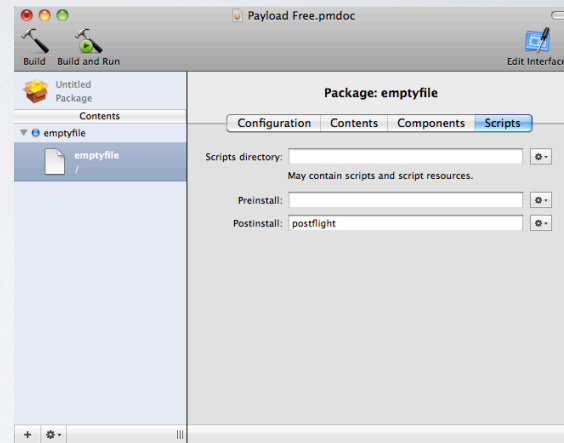 Payload Free.pmdoc
Build
Build and Run
Edit Interface
Untitled
Package
Contents
emptyfile
emptyfile
/
Package: emptyfile
Configuration
Contents
Components
Scripts
Scripts directory:
May contain scripts and script resources.
Preinstall:
Postinstall: postflight